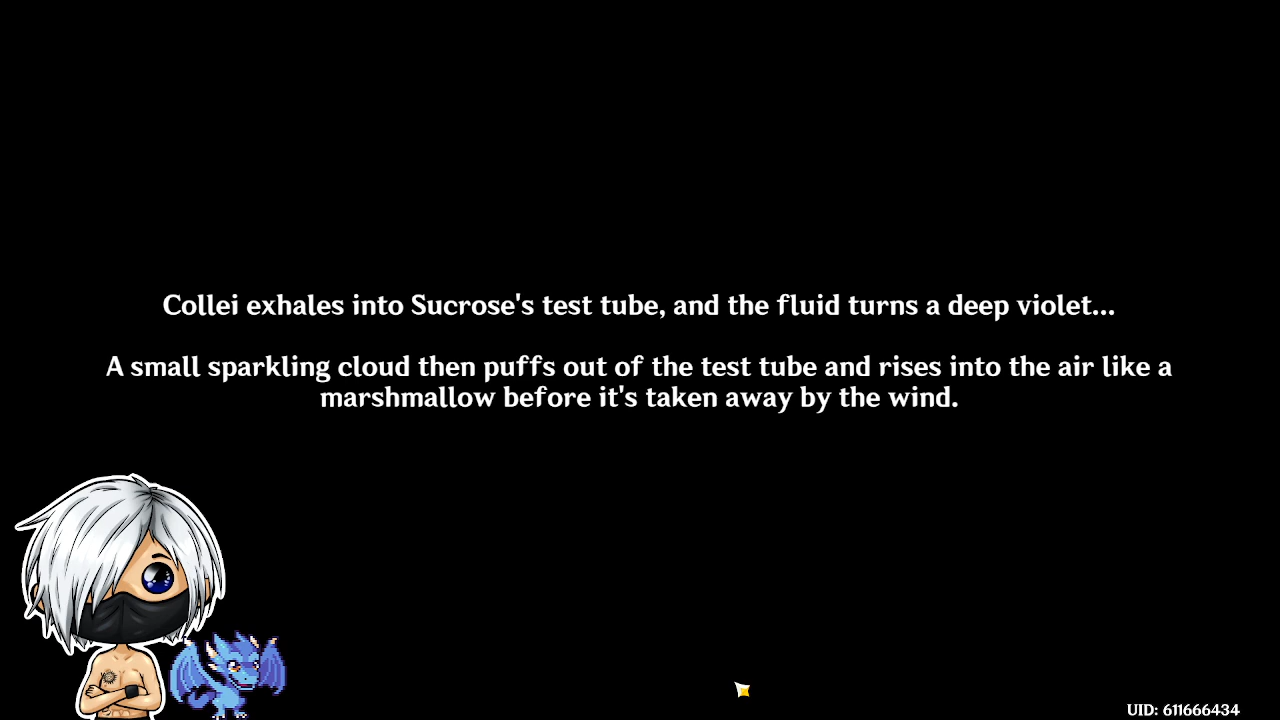 Collei exhales into Sucrose's test tube, and the fluid turns a deep violet...
A small sparkling cloud then puffs out of the test tube and rises into the air like a
marshmallow before it's taken away by the wind.
UID: 611666434